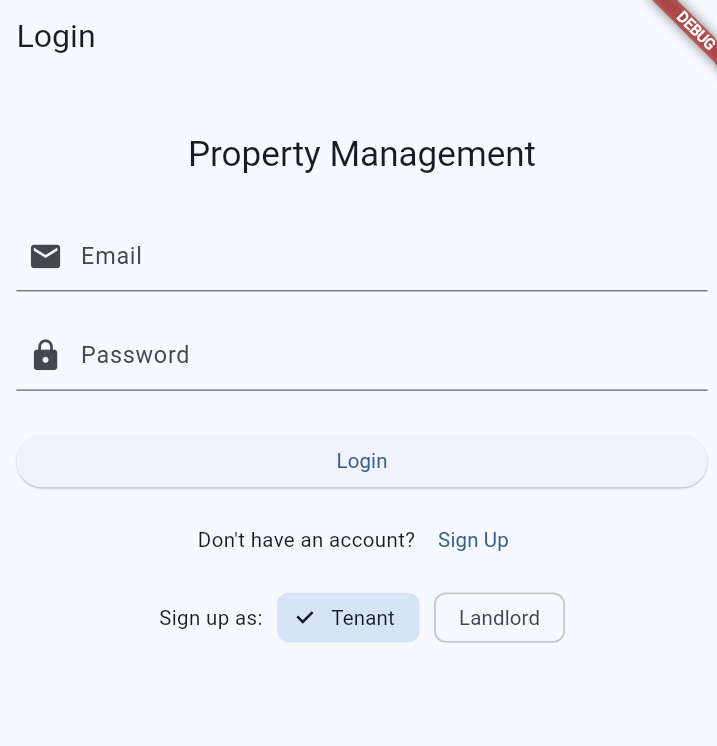 Login
DEBUG
Property Management
Email
Password
Login
Don't have an account? Sign Up
Sign up as: Tenant Landlord